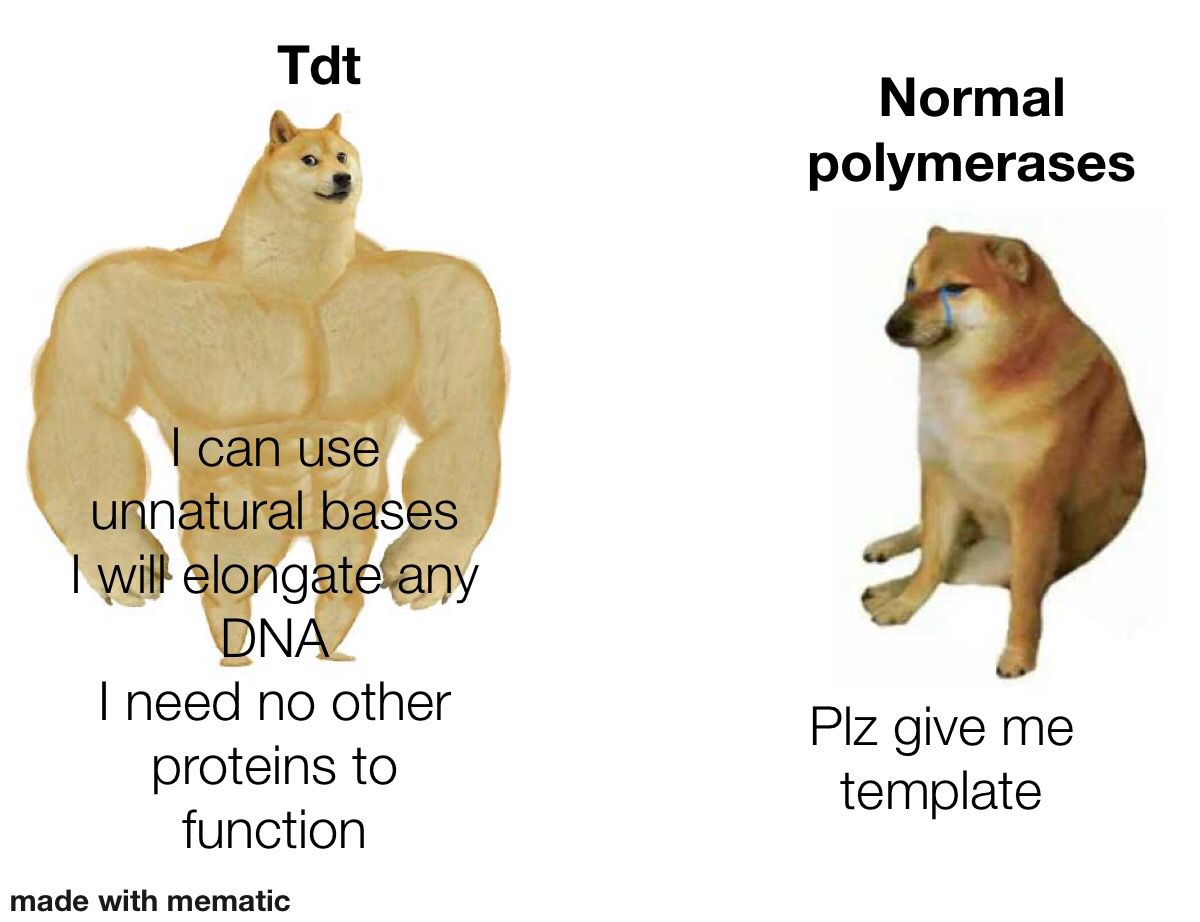 Tdt
I can use
unnatural bases
I will elongate any
DNA
I need no other
proteins to
function
Normal
polymerases
Plz give me
template
made with mematic